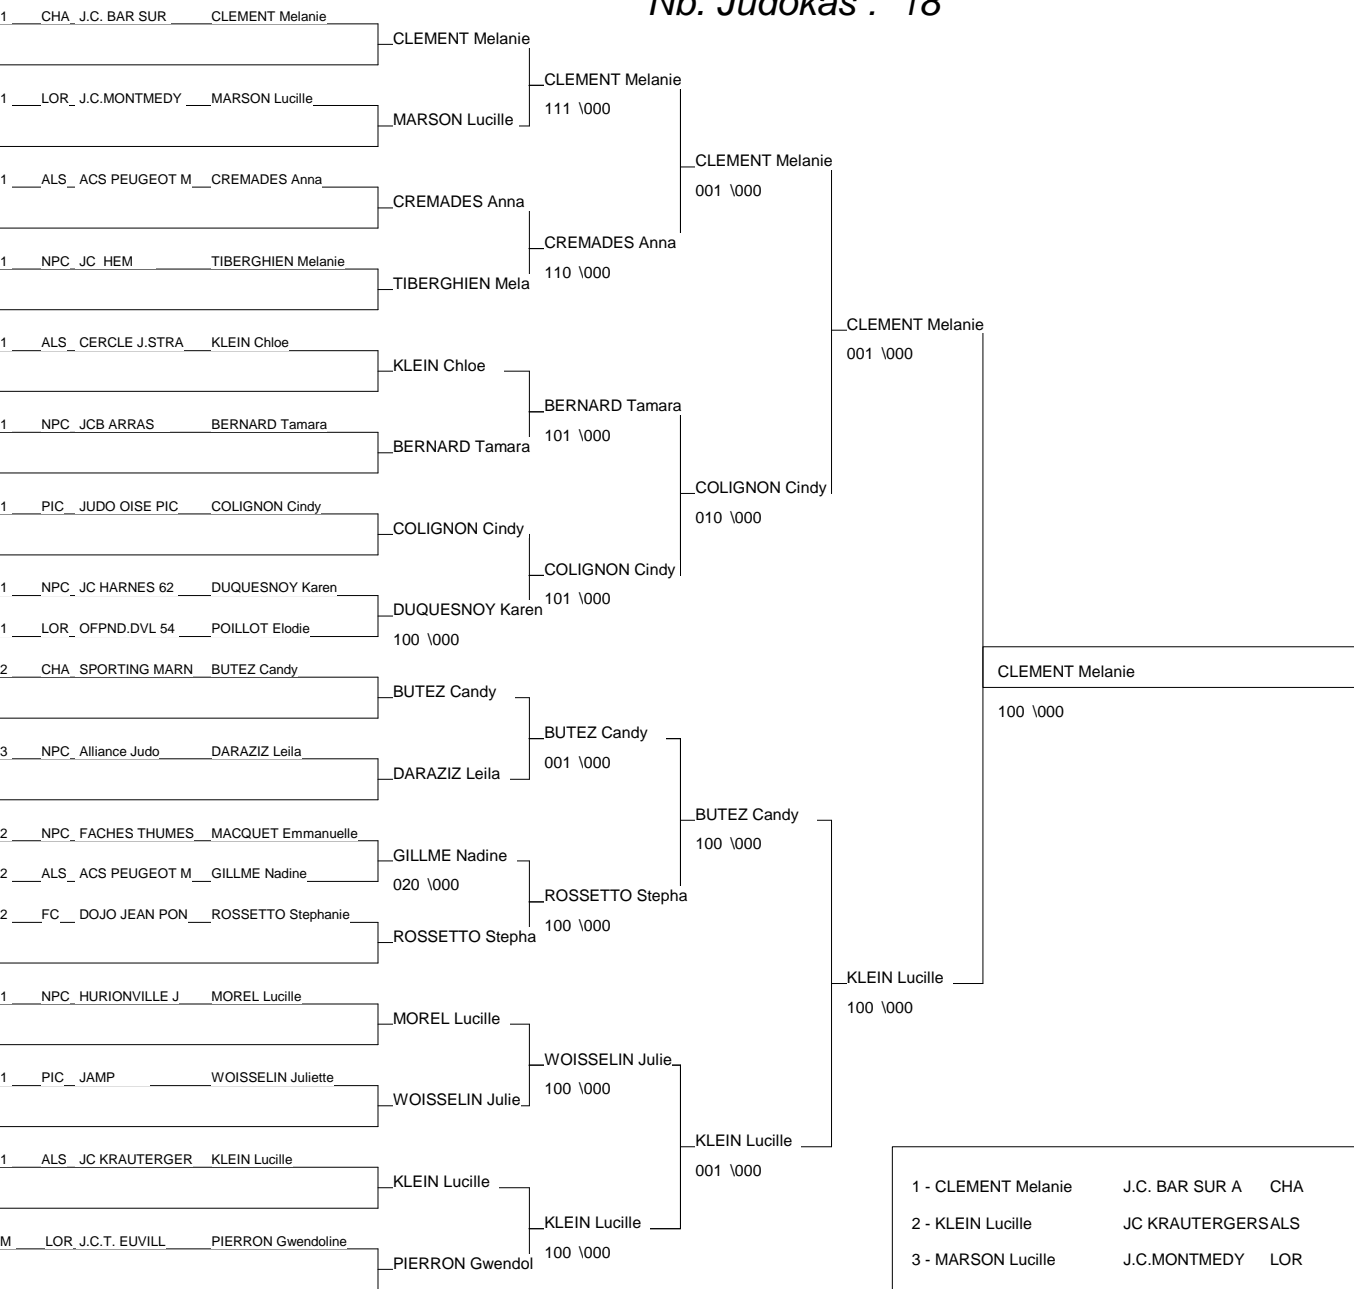 Nb. Judokas : 18
1 CHA J.C. BAR SUR CLEMENT Melanie
CLEMENT Melanie
CLEMENT Melanie
111 \000
1 LOR J.C.MONTMEDY MARSON Lucille
MARSON Lucille
CLEMENT Melanie
001 \000
1 ALS ACS PEUGEOT M CREMADES Anna
CREMADES Anna
CREMADES Anna
110 \000
1 NPC JC HEM TIBERGHIEN Melanie
TIBERGHIEN Mela
CLEMENT Melanie
001 \000
1 ALS CERCLE J.STRA KLEIN Chloe
KLEIN Chloe
BERNARD Tamara
101 \000
1 NPC JCB ARRAS BERNARD Tamara
BERNARD Tamara
COLIGNON Cindy
010 \000
1 PIC JUDO OISE PIC COLIGNON Cindy
COLIGNON Cindy
COLIGNON Cindy
101 \000
1 NPC JC HARNES 62 DUQUESNOY Karen
DUQUESNOY Karen
100 \000
1 LOR OFPND.DVL 54 POILLOT Elodie
CLEMENT Melanie
100 \000
2 CHA SPORTING MARN BUTEZ Candy
BUTEZ Candy
BUTEZ Candy
001 \000
3 NPC Alliance Judo DARAZIZ Leila
DARAZIZ Leila
BUTEZ Candy
100 \000
2 NPC FACHES THUMES MACQUET Emmanuelle
GILLME Nadine
020 \000
2 ALS ACS PEUGEOT M GILLME Nadine
ROSSETTO Stepha
100 \000
2 FC DOJO JEAN PON ROSSETTO Stephanie
ROSSETTO Stepha
KLEIN Lucille
100 \000
1 NPC HURIONVILLE J MOREL Lucille
MOREL Lucille
WOISSELIN Julie
100 \000
1 PIC JAMP WOISSELIN Juliette
WOISSELIN Julie
KLEIN Lucille
001 \000
1 ALS JC KRAUTERGER KLEIN Lucille
KLEIN Lucille
KLEIN Lucille
100 \000
M LOR J.C.T. EUVILL PIERRON Gwendoline
PIERRON Gwendol
1 - CLEMENT Melanie J.C. BAR SUR A CHA
2 - KLEIN Lucille JC KRAUTERGERSALS
3 - MARSON Lucille J.C.MONTMEDY LOR